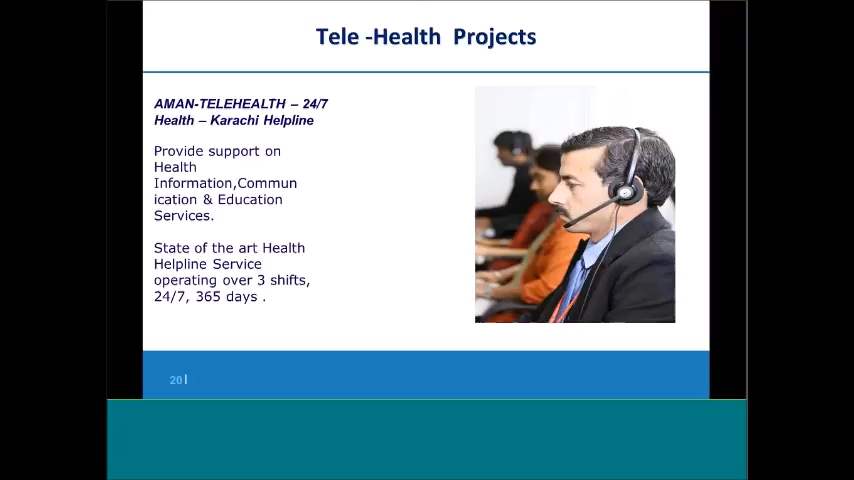 Tele -Health  Projects
AMAN-TELEHEALTH – 24/7
Health – Karachi Helpline
Provide support on
Health
Information,Commun
ication & Education
Services.
State of the art Health
Helpline Service
operating over 3 shifts,
24/7, 365 days .
20|